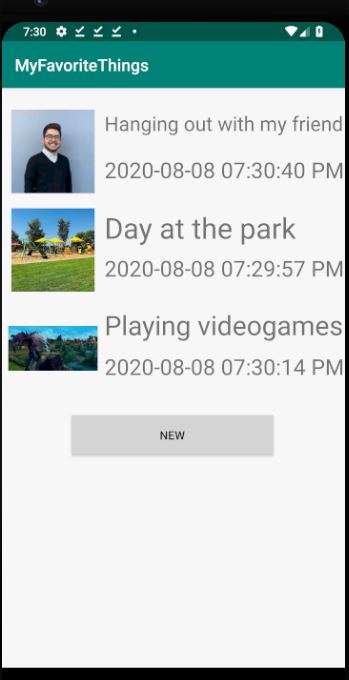 7:30
MyFavoriteThings
Hanging out with my friend
2020-08-08 07:30:40 PM
Day at the park
2020-08-08 07:29:57 PM
Playing videogames
2020-08-08 07:30:14 PM
NEW